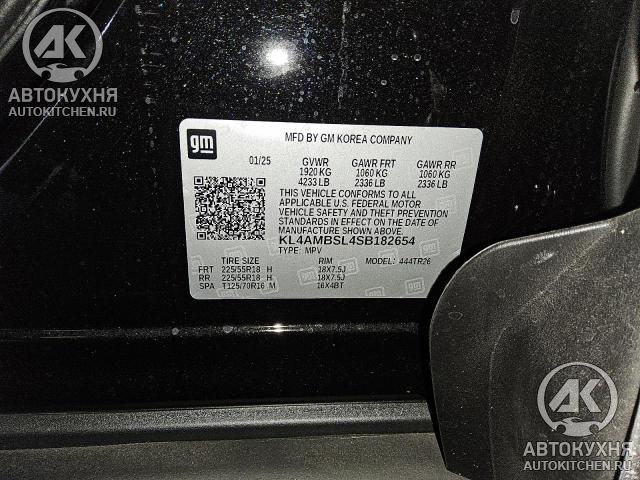 AK
АВТОКУХНЯ
AUTOKITCHEN.RU
gm
MFD BY GM KOREA COMPANY
01/25 GVWR GAWR FRT GAWR RR
1920 KG 1060 KG 1060 KG
4233 LB 2336 LB 2336 LB
THIS VEHICLE CONFORMS TO ALL
APPLICABLE U.S. FEDERAL MOTOR
VEHICLE SAFETY AND THEFT PREVENTION
STANDARDS IN EFFECT ON THE DATE OF
MANUFACTURE SHOWN ABOVE.
KL4AMBSL4SB182654
TYPE: MPV MODEL: 444TR26
TIRE SIZE RIM
FRT 225/55R18 H 18X7.5J
RR 225/55R18 H 18X7.5J
SPA T125/70R16 M 16X4BT
AK
АВТОКУХНЯ
AUTOKITCHEN.RU